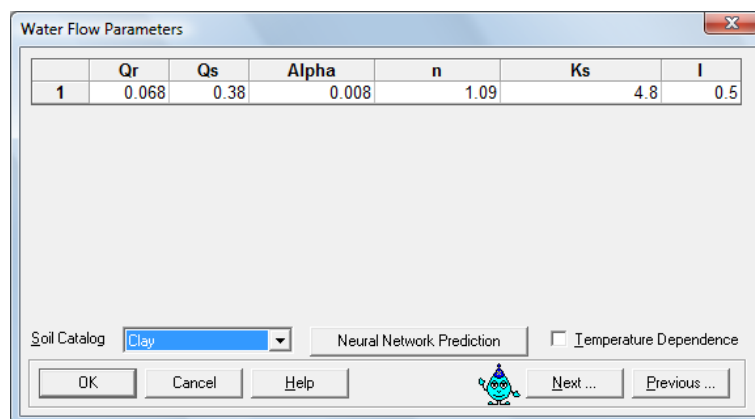 Water Flow Parameters
Qr Qs Alpha n Ks l
1 0.068 0.38 0.008 1.09 4.8 0.5
Soil Catalog Clay Neural Network Prediction Temperature Dependence
OK Cancel Help Next ... Previous ...